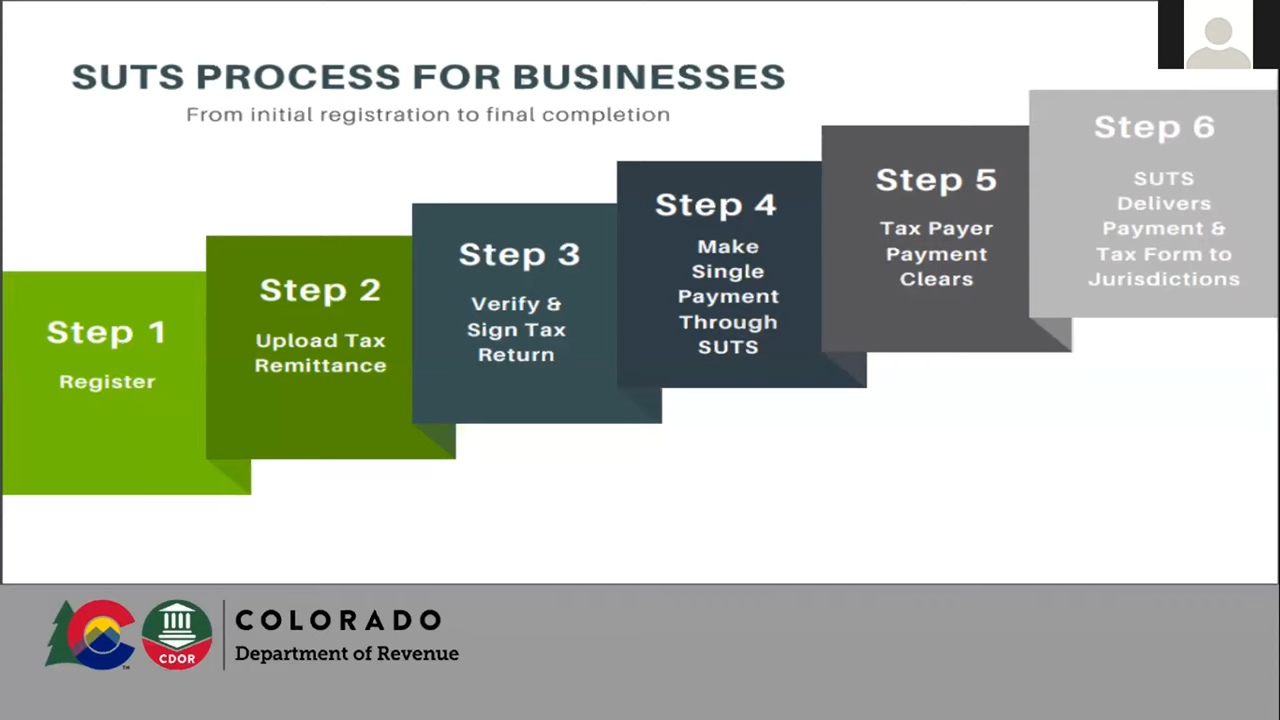 SUTS PROCESS FOR BUSINESSES
From initial registration to final completion
Step 1
Register
Step 2
Upload Tax
Remittance
Step 3
Verify &
Sign Tax
Return
Step 4
Make
Single
Payment
Through
SUTS
Step 5
Tax Payer
Payment
Clears
Step 6
SUTS
Delivers
Payment &
Tax Form to
Jurisdictions
CDOR
TM
COLORADO
Department of Revenue